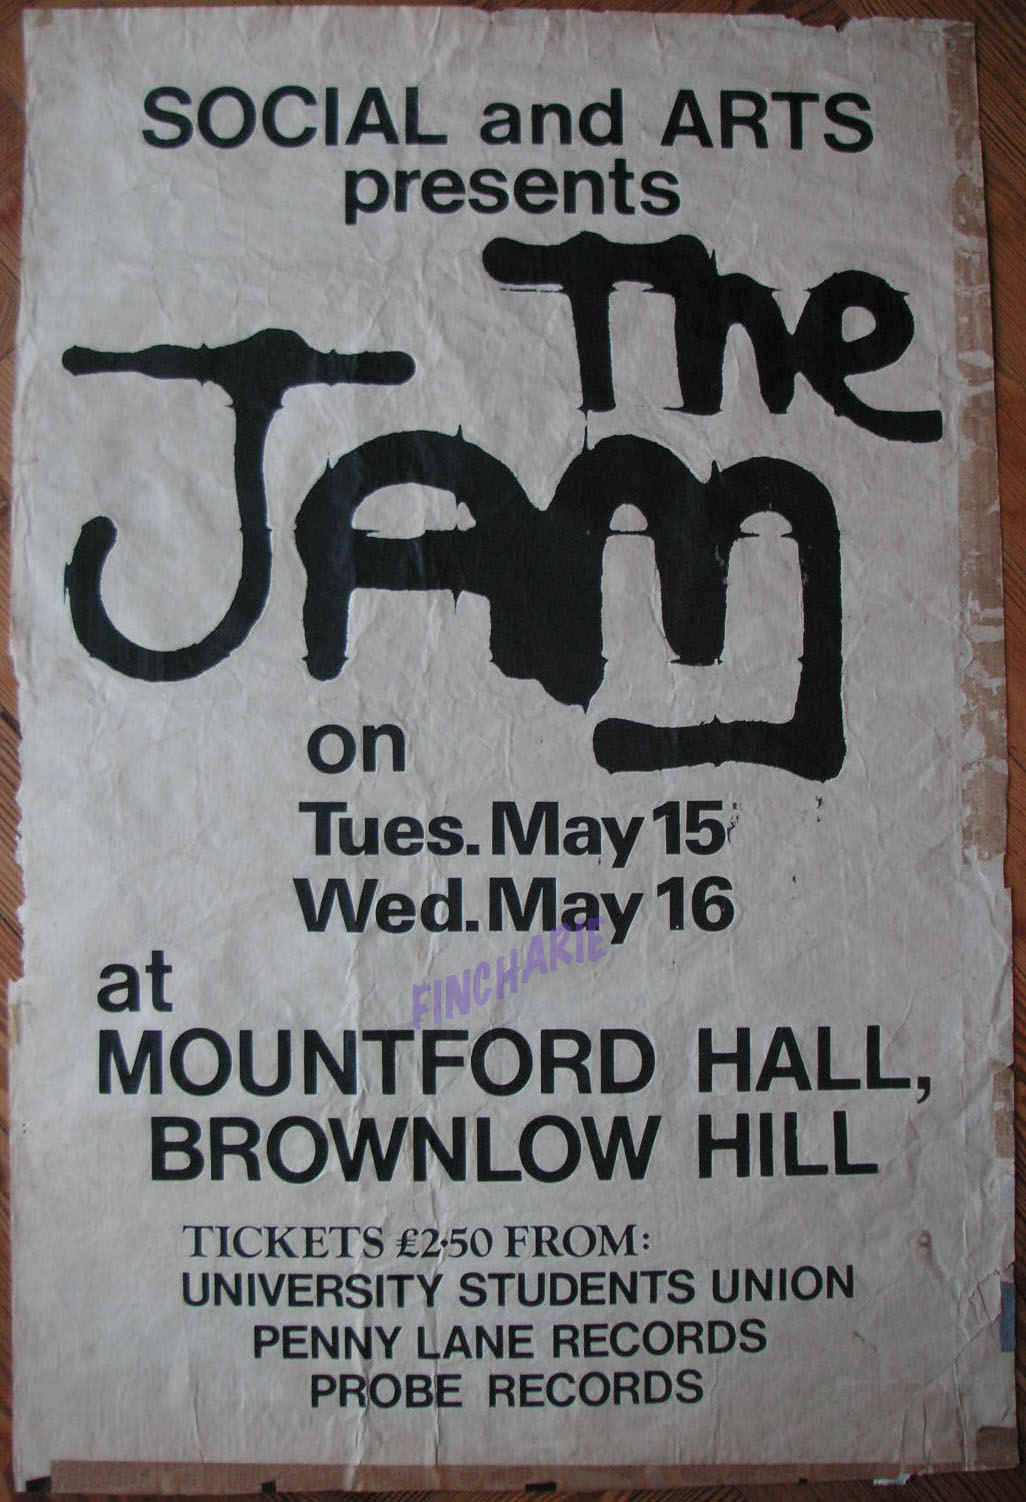 SOCIAL and ARTS
presents
The
JAM
on
Tues. May 15
Wed. May 16
FINCHARIE
at
MOUNTFORD HALL,
BROWNLOW HILL
TICKETS £2·50 FROM:
UNIVERSITY STUDENTS UNION
PENNY LANE RECORDS
PROBE RECORDS